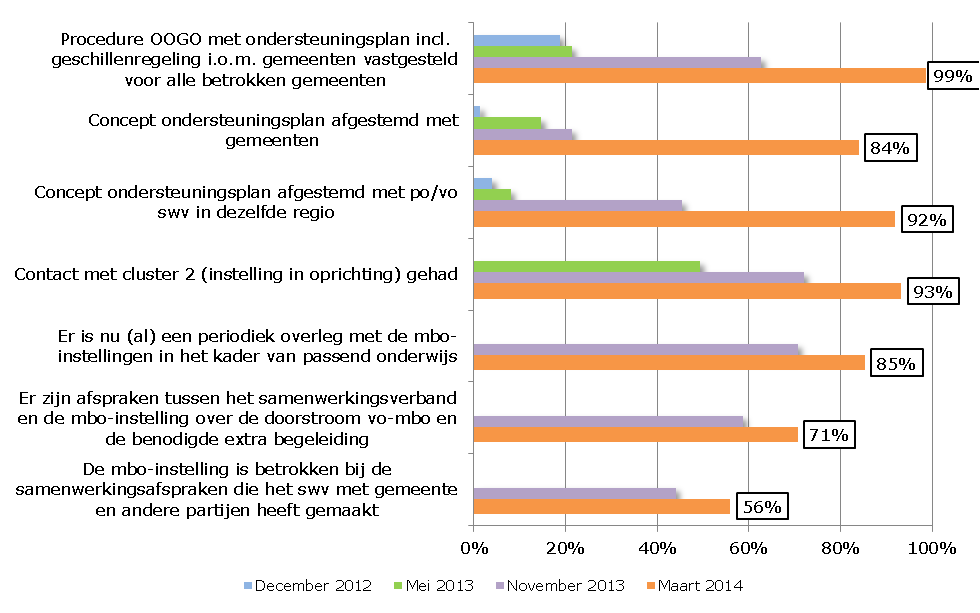 Procedure OOGO met ondersteuningsplan incl.
geschillenregeling i.o.m. gemeenten vastgesteld
voor alle betrokken gemeenten
99%
Concept ondersteuningsplan afgestemd met
gemeenten
84%
Concept ondersteuningsplan afgestemd met po/vo
swv in dezelfde regio
92%
Contact met cluster 2 (instelling in oprichting) gehad
93%
Er is nu (al) een periodiek overleg met de mbo-
instellingen in het kader van passend onderwijs
85%
Er zijn afspraken tussen het samenwerkingsverband
en de mbo-instelling over de doorstroom vo-mbo en
de benodigde extra begeleiding
71%
De mbo-instelling is betrokken bij de
samenwerkingsafspraken die het swv met gemeente
en andere partijen heeft gemaakt
56%
0% 20% 40% 60% 80% 100%
December 2012 Mei 2013 November 2013 Maart 2014